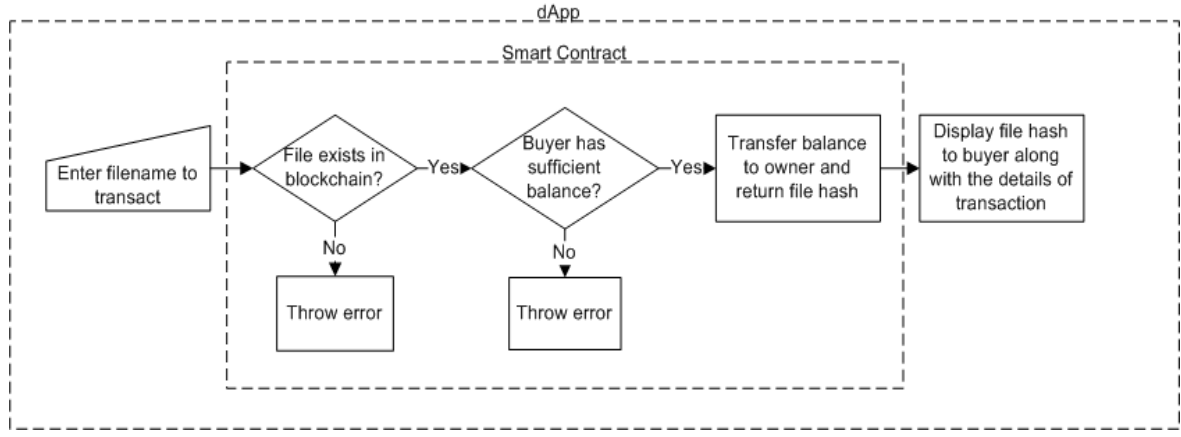 dApp
Smart Contract
Enter filename to
transact
File exists in
blockchain?
Yes
Buyer has
sufficient
balance?
Yes
Transfer balance
to owner and
return file hash
Display file hash
to buyer along
with the details of
transaction
No
Throw error
No
Throw error